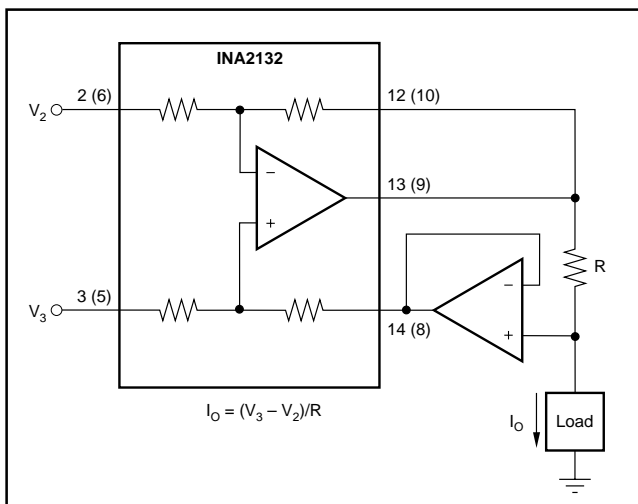 INA2132
2 (6)
V2
12 (10)
−
13 (9)
+
R
−
3 (5)
V3
+
14 (8)
IO = (V3 – V2)/R
IO
Load